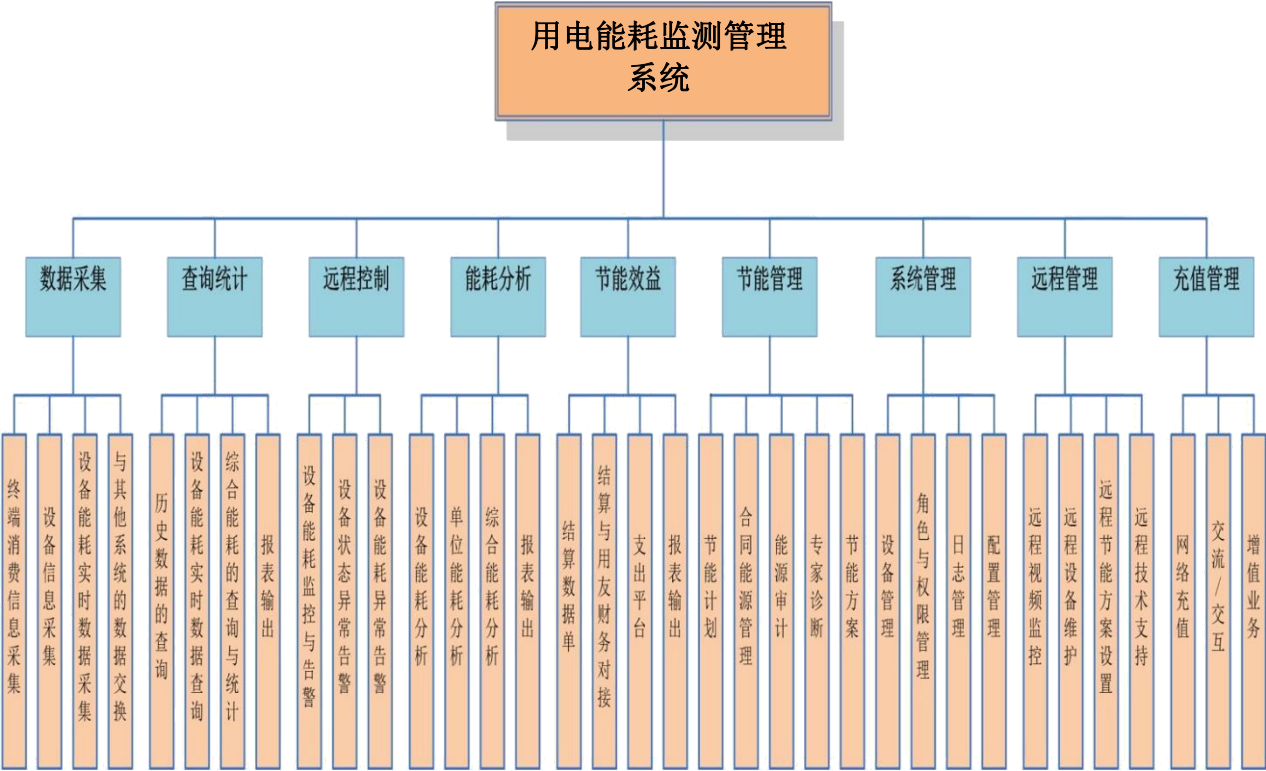 用电能耗监测管理
系统
数据采集
查询统计
远程控制
能耗分析
节能效益
节能管理
系统管理
远程管理
充值管理
终端消费信息采集
设备信息采集
设备能耗实时数据采集
与其他系统的数据交换
历史数据的查询
设备能耗实时数据查询
综合能耗的查询与统计
报表输出
设备能耗监控与告警
设备状态异常告警
设备能耗异常告警
设备能耗分析
单位能耗分析
综合能耗分析
报表输出
结算数据单
结算与用友财务对接
支出平台
报表输出
节能计划
合同能源管理
能源审计
专家诊断
节能方案
设备管理
角色与权限管理
日志管理
配置管理
远程视频监控
远程设备维护
远程节能方案设置
远程技术支持
网络充值
交流/交互
增值业务